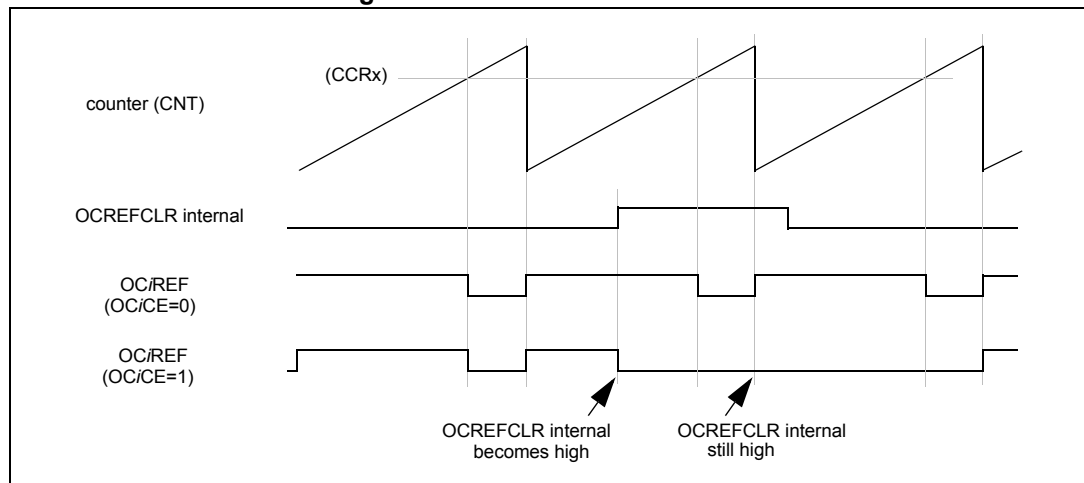 (CCRx)
counter (CNT)
OCREFCLR internal
OCiREF
(OCiCE=0)
OCiREF
(OCiCE=1)
OCREFCLR internal
becomes high
OCREFCLR internal
still high